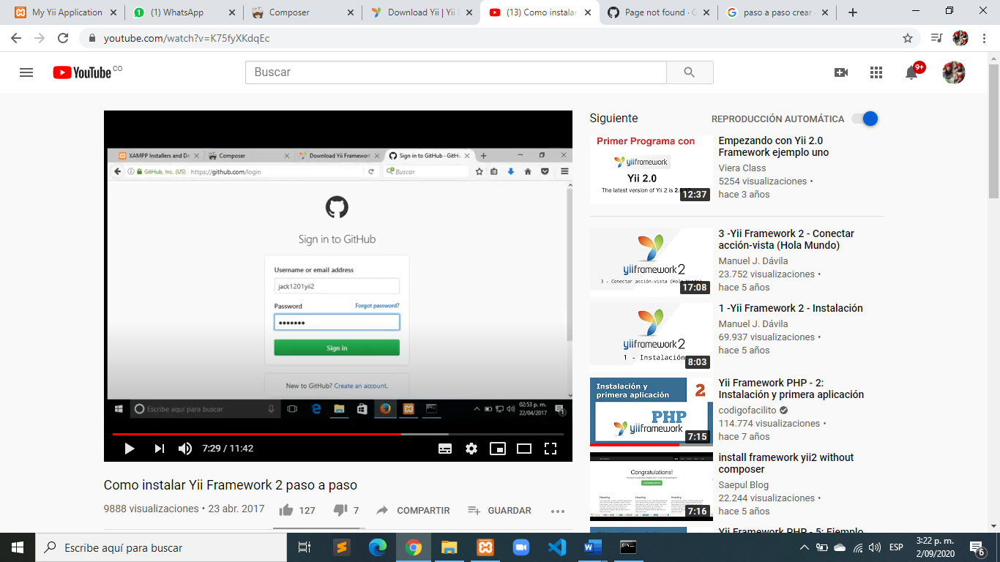 My Yii Application
(1) WhatsApp
Composer
Download Yii | Yii
(13) Como instalar
Page not found · G
paso a paso crear
youtube.com/watch?v=K75fyXKdqEc
YouTube CO
Buscar
9+
XAMPP Installers and Do
Composer
Download Yii Framework
Sign in to GitHub · GitHu
GitHub, Inc. (US)
https://github.com/login
Buscar
Sign in to GitHub
Username or email address
jack1201yii2
Password
Forgot password?
Sign in
New to GitHub? Create an account.
Escribe aquí para buscar
02:53 p. m.
22/04/2017
7:29 / 11:42
Como instalar Yii Framework 2 paso a paso
9888 visualizaciones • 23 abr. 2017
127
7
COMPARTIR
GUARDAR
Siguiente
REPRODUCCIÓN AUTOMÁTICA
Primer Programa con
yiiframework
Yii 2.0
The latest version of Yii 2 is 2.0
12:37
Empezando con Yii 2.0
Framework ejemplo uno
Viera Class
5254 visualizaciones •
hace 3 años
yiiframework 2
3 - Conectar acción-vista (Hola Mundo)
17:08
3 -Yii Framework 2 - Conectar
acción-vista (Hola Mundo)
Manuel J. Dávila
23.752 visualizaciones •
hace 5 años
yiiframework 2
1 - Instalación
8:03
1 -Yii Framework 2 - Instalación
Manuel J. Dávila
69.937 visualizaciones •
hace 5 años
Instalación y
primera aplicación
2
PHP
yiiframework
7:15
Yii Framework PHP - 2:
Instalación y primera aplicación
codigofacilito
114.774 visualizaciones •
hace 7 años
Congratulations!
Heading
Heading
Heading
7:16
install framework yii2 without
composer
Saepul Blog
22.244 visualizaciones •
hace 5 años
Yii Framework PHP - 5: Ejemplo
Escribe aquí para buscar
ESP
3:22 p. m.
2/09/2020
6